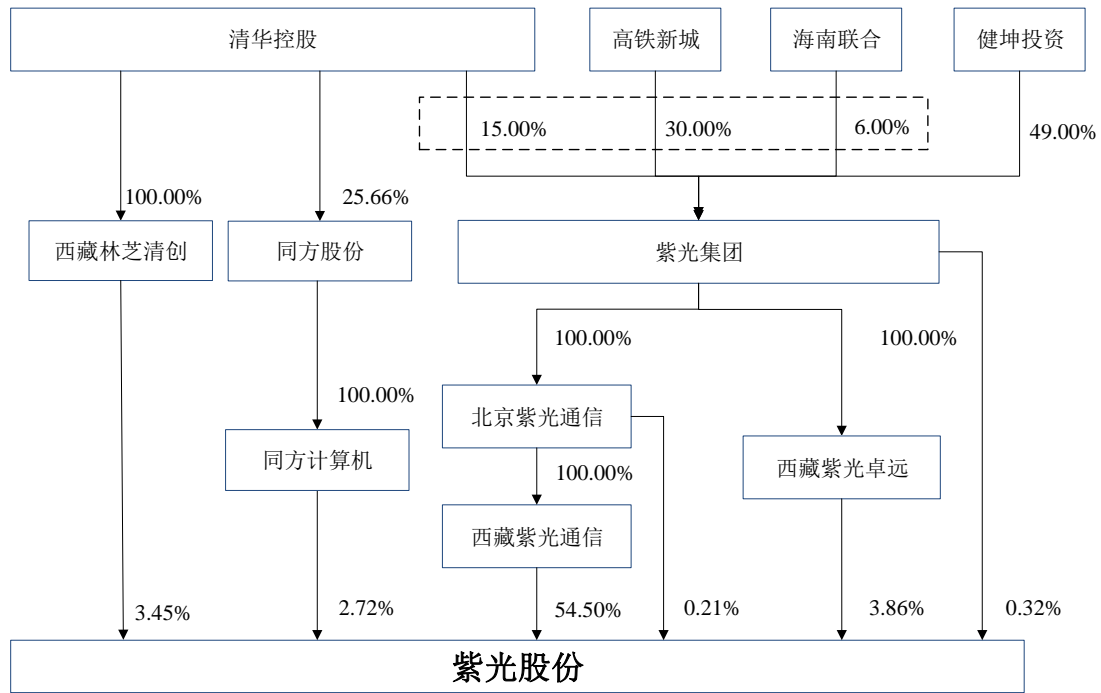 清华控股
高铁新城
海南联合
健坤投资
15.00%
30.00%
6.00%
49.00%
100.00%
25.66%
西藏林芝清创
同方股份
紫光集团
100.00%
100.00%
100.00%
北京紫光通信
同方计算机
100.00%
西藏紫光卓远
西藏紫光通信
3.45%
2.72%
54.50%
0.21%
3.86%
0.32%
紫光股份